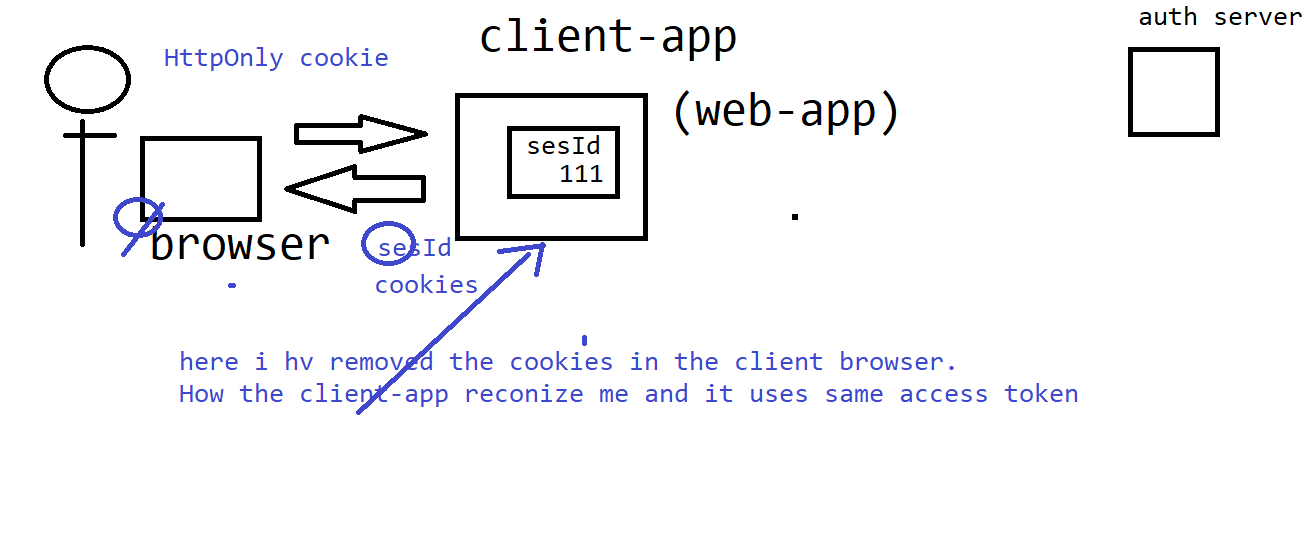 auth server
client-app
HttpOnly cookie
(web-app)
sesId
111
browser
sesId
cookies
here i hv removed the cookies in the client browser.
How the client-app reconize me and it uses same access token